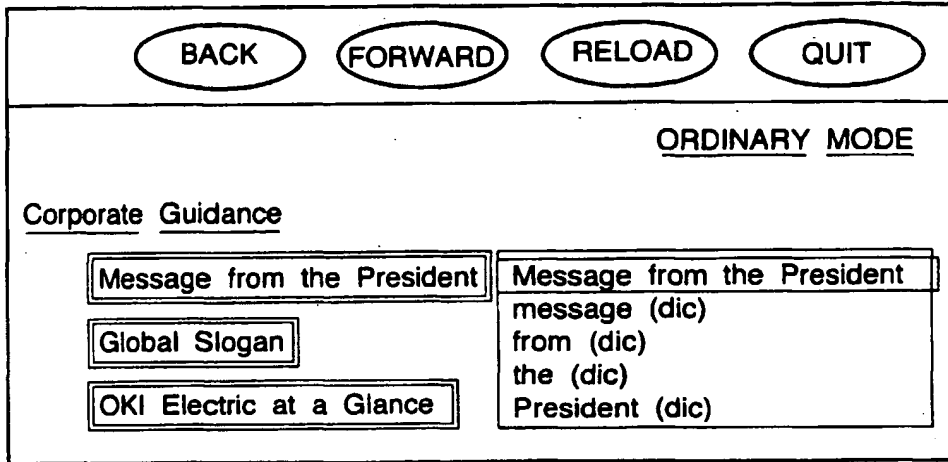 BACK FORWARD RELOAD QUIT
ORDINARY MODE
Corporate Guidance
Message from the President
Global Slogan
OKI Electric at a Glance
Message from the President
message (dic)
from (dic)
the (dic)
President (dic)